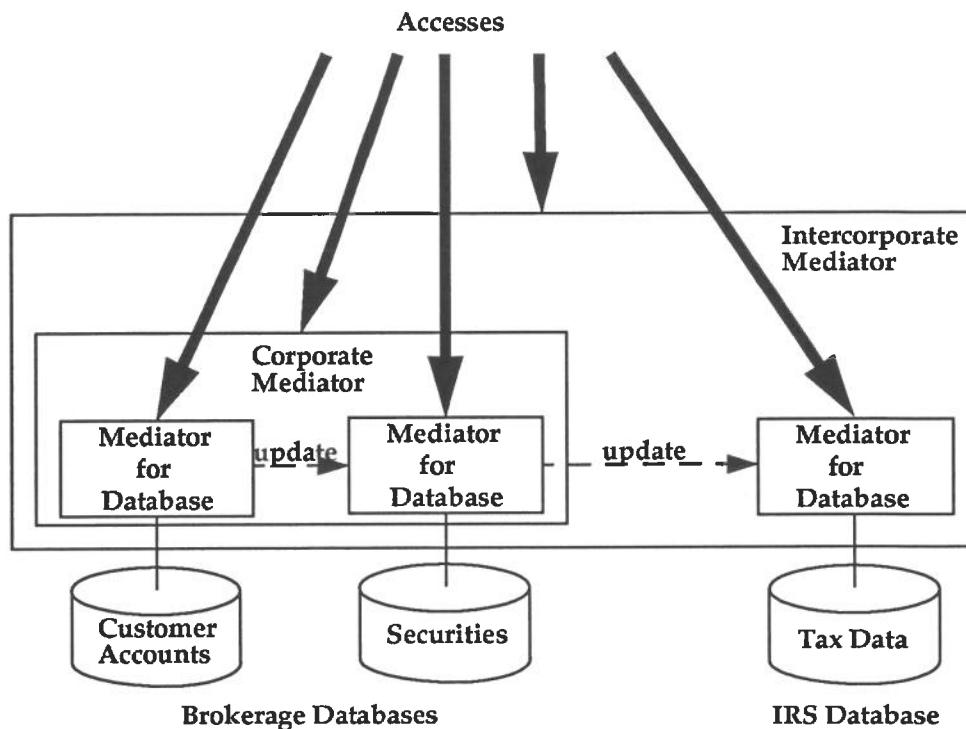 Accesses
Intercorporate
Mediator
Corporate
Mediator
Mediator
for
Database
update
Mediator
for
Database
update
Mediator
for
Database
Customer
Accounts
Securities
Tax Data
Brokerage Databases
IRS Database